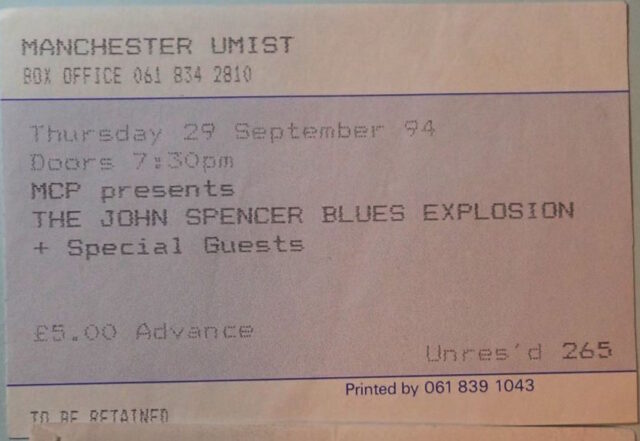 MANCHESTER UMIST
BOX OFFICE 061 834 2810
Thursday 29 September 94
Doors 7:30pm
MCP presents
THE JOHN SPENCER BLUES EXPLOSION
+ Special Guests
£5.00 Advance
Unres'd 265
Printed by 061 839 1043
TO BE RETAINED